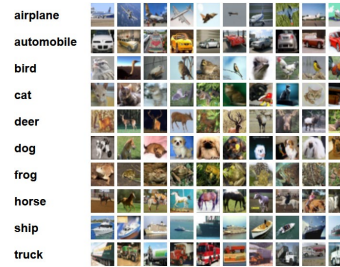 airplane
automobile
bird
cat
deer
dog
frog
horse
ship
truck